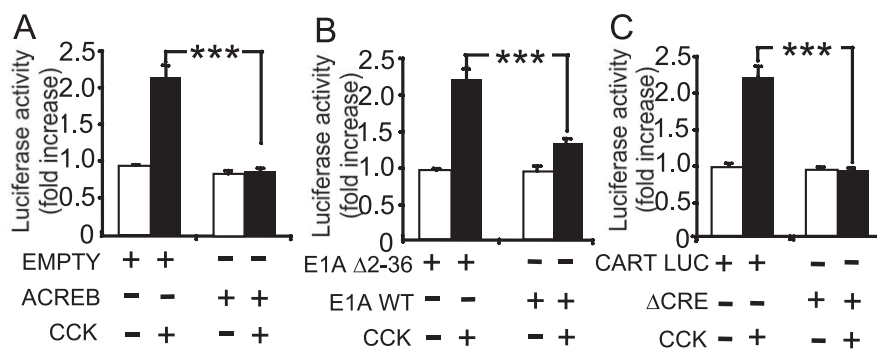 A
Luciferase activity
(fold increase)
2.5
2.0
1.5
1.0
0.5
0
***
EMPTY + + - -
ACREB - - + +
CCK - + - +
B
Luciferase activity
(fold increase)
2.5
2.0
1.5
1.0
0.5
0
***
E1A Δ2-36 + + - -
E1A WT - - + +
CCK - + - +
C
Luciferase activity
(fold increase)
2.5
2.0
1.5
1.0
0.5
0
***
CART LUC + + - -
ΔCRE - - + +
CCK - + - +